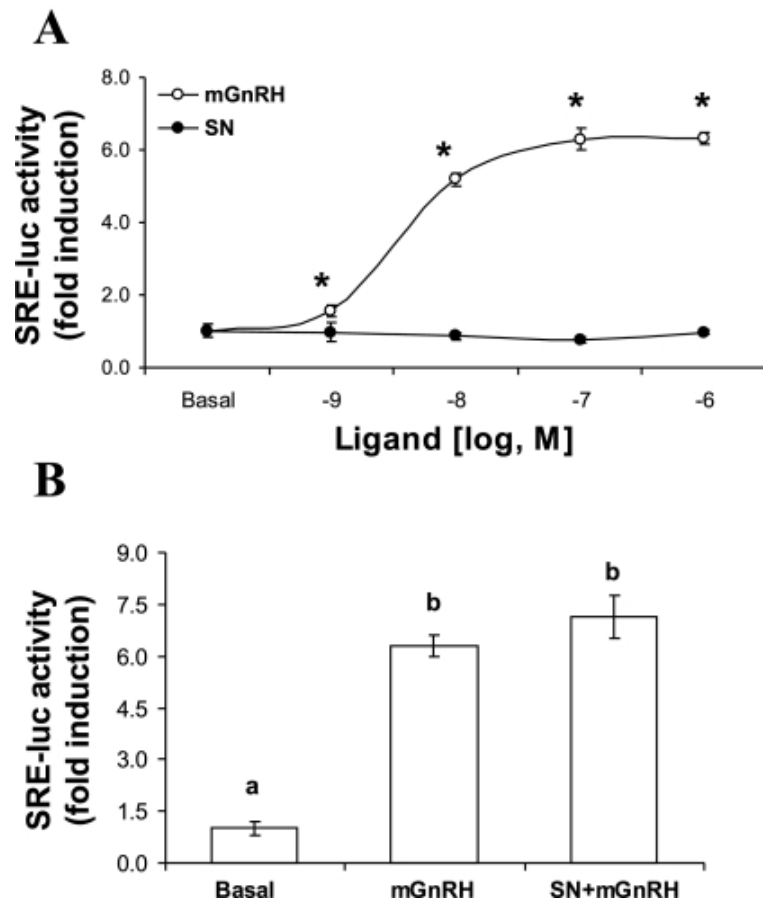 A
SRE-luc activity
(fold induction)
8.0
6.0
4.0
2.0
0.0
mGnRH
SN
*
*
*
*
Basal
-9
-8
-7
-6
Ligand [log, M]
B
SRE-luc activity
(fold induction)
9.0
7.5
6.0
4.5
3.0
1.5
0.0
a
b
b
Basal
mGnRH
SN+mGnRH